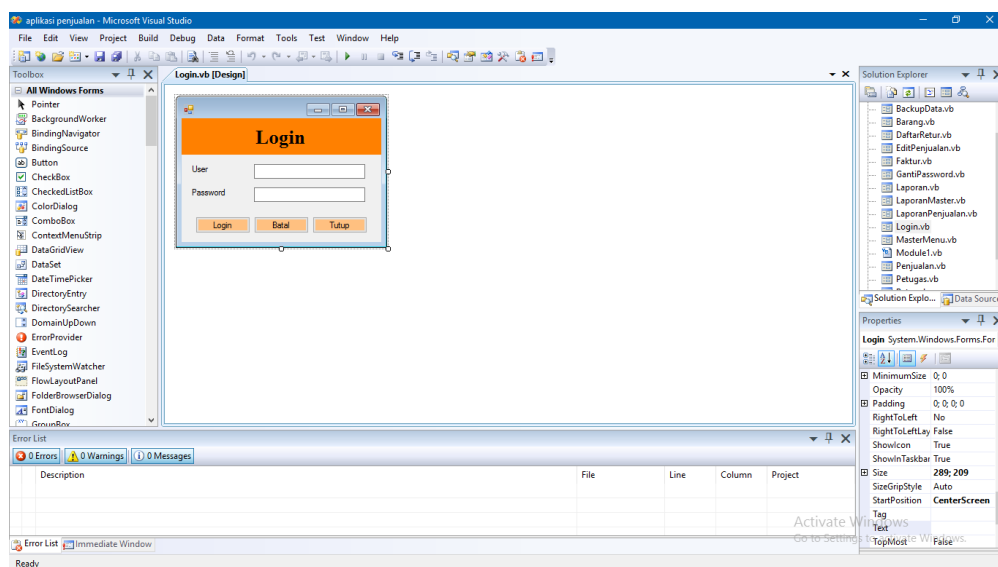 aplikasi penjualan - Microsoft Visual Studio
File Edit View Project Build Debug Data Format Tools Test Window Help
Toolbox
All Windows Forms
Pointer
BackgroundWorker
BindingNavigator
BindingSource
Button
CheckBox
CheckedListBox
ColorDialog
ComboBox
ContextMenuStrip
DataGridView
DataSet
DateTimePicker
DirectoryEntry
DirectorySearcher
DomainUpDown
ErrorProvider
EventLog
FileSystemWatcher
FlowLayoutPanel
FolderBrowserDialog
FontDialog
GroupBox
Login.vb [Design]
Login
User
Password
Login Batal Tutup
Solution Explorer
BackupData.vb
Barang.vb
DaftarRetur.vb
EditPenjualan.vb
Faktur.vb
GantiPassword.vb
Laporan.vb
LaporanMaster.vb
LaporanPenjualan.vb
Login.vb
MasterMenu.vb
Module1.vb
Penjualan.vb
Petugas.vb
Solution Explo... Data Source
Properties
Login System.Windows.Forms.For
MinimumSize 0; 0
Opacity 100%
Padding 0; 0; 0; 0
RightToLeft No
RightToLeftLay False
ShowIcon True
ShowInTaskbar True
Size 289; 209
SizeGripStyle Auto
StartPosition CenterScreen
Tag
Text
TopMost False
Error List
0 Errors 0 Warnings 0 Messages
Description File Line Column Project
Activate Windows
Go to Settings to activate Windows.
Error List Immediate Window
Ready